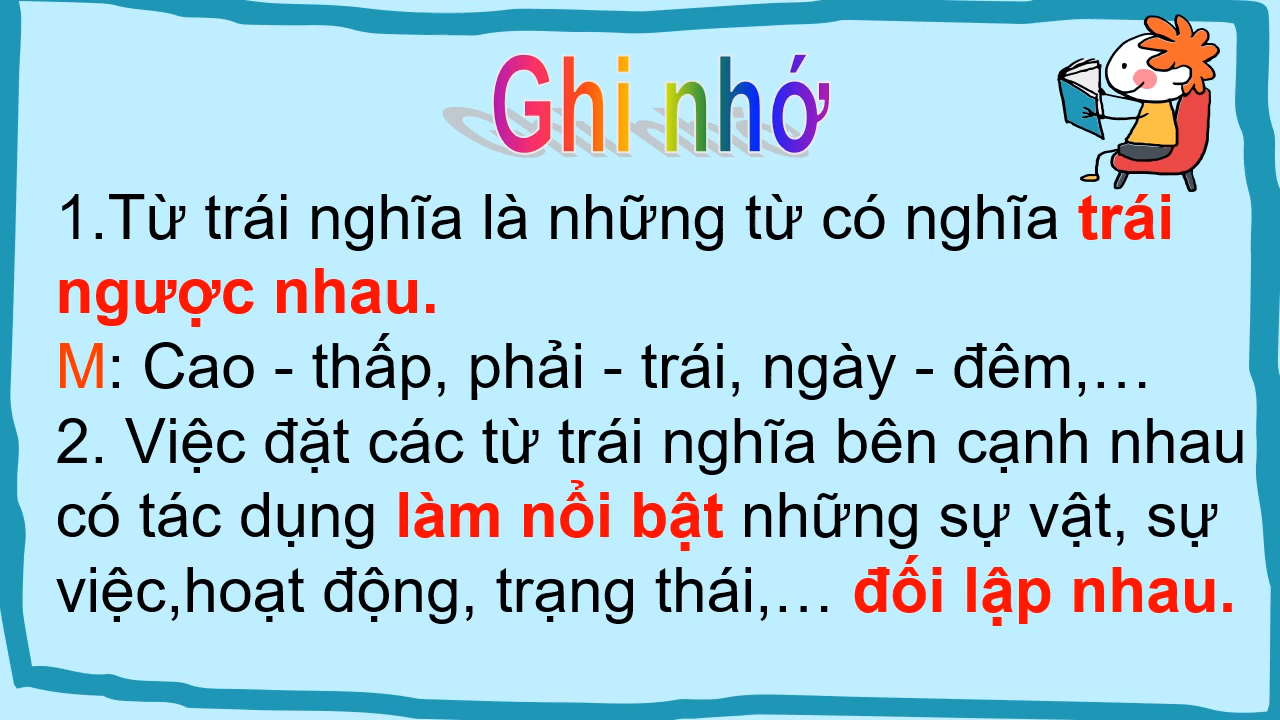 Ghi nhớ
1.Từ trái nghĩa là những từ có nghĩa trái
ngược nhau.
M: Cao - thấp, phải - trái, ngày - đêm,…
2. Việc đặt các từ trái nghĩa bên cạnh nhau
có tác dụng làm nổi bật những sự vật, sự
việc,hoạt động, trạng thái,… đối lập nhau.